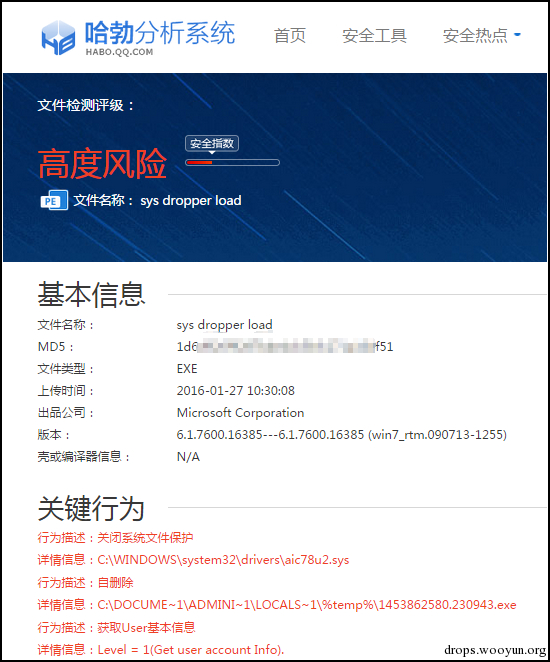 哈勃分析系统
HABO.QQ.COM
首页 安全工具 安全热点
文件检测评级：
高度风险
安全指数
PE 文件名称： sys dropper load
基本信息
文件名称： sys dropper load
MD5： 1d6 f51
文件类型： EXE
上传时间： 2016-01-27 10:30:08
出品公司： Microsoft Corporation
版本： 6.1.7600.16385---6.1.7600.16385 (win7_rtm.090713-1255)
壳或编译器信息： N/A
关键行为
行为描述：关闭系统文件保护
详情信息：C:\WINDOWS\system32\drivers\aic78u2.sys
行为描述：自删除
详情信息：C:\DOCUME~1\ADMINI~1\LOCALS~1\%temp%\1453862580.230943.exe
行为描述：获取User基本信息
详情信息：Level = 1(Get user account Info).
drops.wooyun.org